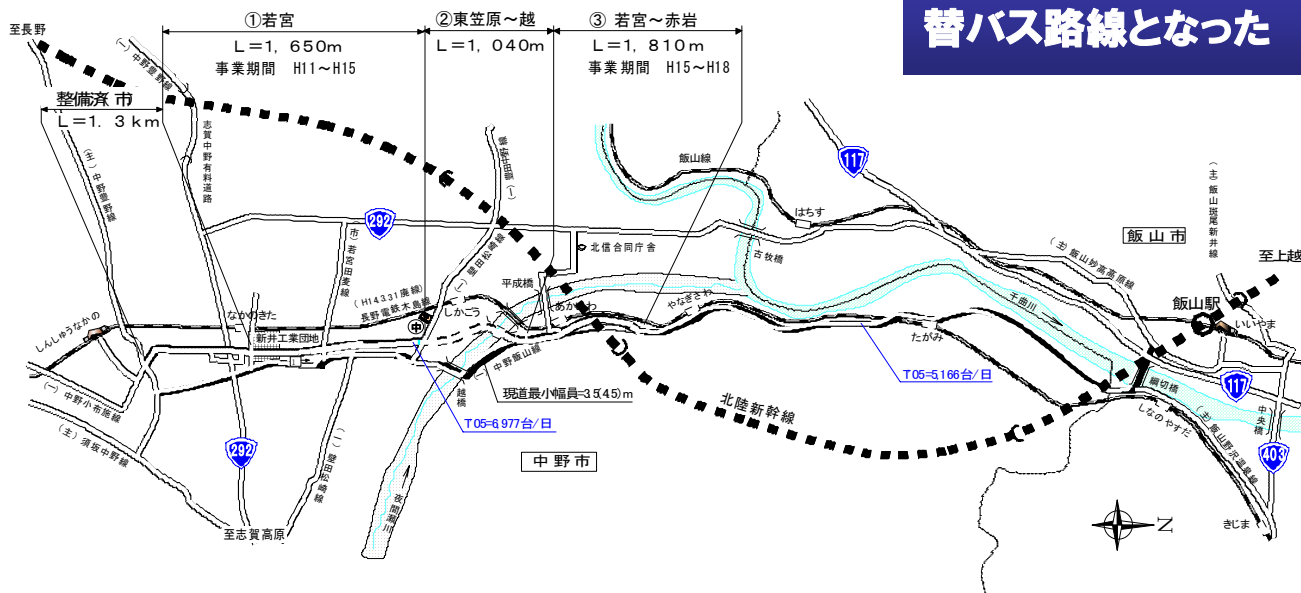 替バス路線となった
至長野
①若宮
L=1,650m
事業期間 H11~H15
②東笠原~越
L=1,040m
③ 若宮~赤岩
L=1,810m
事業期間 H15~H18
整備済 市
L=1.3km
(一)中野豊野線
(主)中野豊野線
志賀中野有料道路
292
(市)若宮田麦線
(一)壁田松崎線
(H14.3.31廃線)
長野電鉄木島線
中
しんしゅうなかの
なかのきた
新井工業団地
しかごう
平成橋
あかいわ
やなぎさわ
北信合同庁舎
飯山線
はちす
古牧橋
117
(主)飯山妙高高原線
(主)飯山斑尾新井線
飯山市
至上越
飯山駅
いいやま
千曲川
たがみ
T05=5,166台/日
綱切橋
117
中央橋
しなのやすだ
(主)飯山野沢温泉線
403
きじま
(一)中野飯山線
越橋
現道最小幅員=3.5(4.5)m
T05=6,977台/日
北陸新幹線
中野市
(一)中野小布施線
(主)須坂中野線
292
(一)壁田松崎線
夜間瀬川
至志賀高原
N